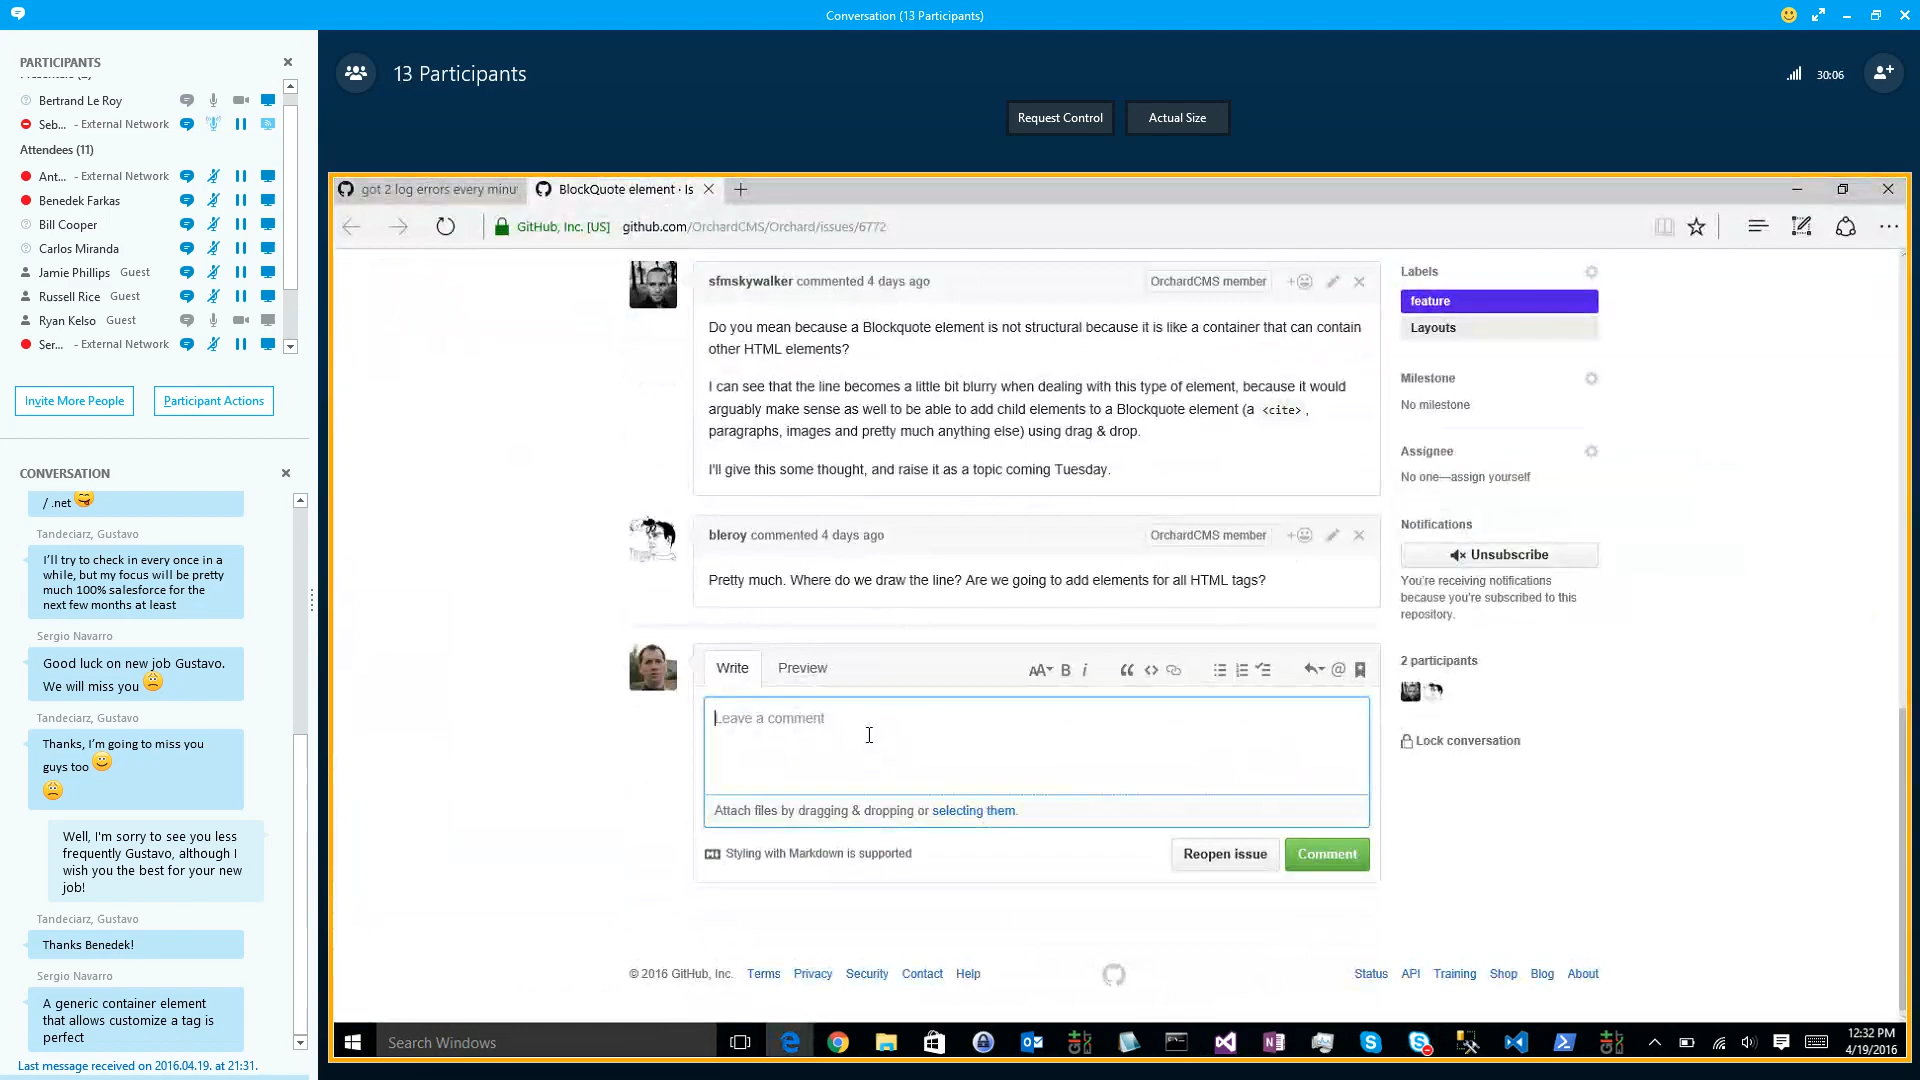 Conversation (13 Participants)
PARTICIPANTS
Bertrand Le Roy
Seb... - External Network
Attendees (11)
Ant... - External Network
Benedek Farkas
Bill Cooper
Carlos Miranda
Jamie Phillips Guest
Russell Rice Guest
Ryan Kelso Guest
Ser... - External Network
Invite More People
Participant Actions
CONVERSATION
/ .net
Tandeciarz, Gustavo
I'll try to check in every once in a
while, but my focus will be pretty
much 100% salesforce for the
next few months at least
Sergio Navarro
Good luck on new job Gustavo.
We will miss you
Tandeciarz, Gustavo
Thanks, I'm going to miss you
guys too
Well, I'm sorry to see you less
frequently Gustavo, although I
wish you the best for your new
job!
Tandeciarz, Gustavo
Thanks Benedek!
Sergio Navarro
A generic container element
that allows customize a tag is
perfect
Last message received on 2016.04.19. at 21:31.
13 Participants
30:06
Request Control
Actual Size
got 2 log errors every minu
BlockQuote element · Is
GitHub, Inc. [US]
github.com/OrchardCMS/Orchard/issues/6772
sfmskywalker commented 4 days ago
OrchardCMS member
Do you mean because a Blockquote element is not structural because it is like a container that can contain
other HTML elements?
I can see that the line becomes a little bit blurry when dealing with this type of element, because it would
arguably make sense as well to be able to add child elements to a Blockquote element (a <cite> ,
paragraphs, images and pretty much anything else) using drag & drop.
I'll give this some thought, and raise it as a topic coming Tuesday.
bleroy commented 4 days ago
OrchardCMS member
Pretty much. Where do we draw the line? Are we going to add elements for all HTML tags?
Write
Preview
AA
B
i
@
Leave a comment
Attach files by dragging & dropping or selecting them.
Styling with Markdown is supported
Reopen issue
Comment
Labels
feature
Layouts
Milestone
No milestone
Assignee
No one—assign yourself
Notifications
Unsubscribe
You're receiving notifications
because you're subscribed to this
repository.
2 participants
Lock conversation
© 2016 GitHub, Inc. Terms Privacy Security Contact Help
Status API Training Shop Blog About
Search Windows
12:32 PM
4/19/2016